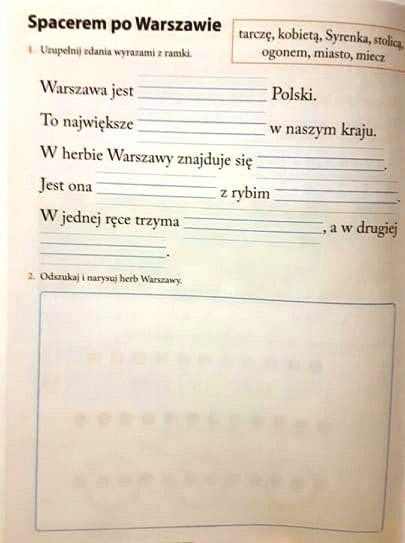 Spacerem po Warszawie
tarczę, kobietą, Syrenka, stolicą,
ogonem, miasto, miecz
1. Uzupełnij zdania wyrazami z ramki.
Warszawa jest Polski.
To największe w naszym kraju.
W herbie Warszawy znajduje się .
Jest ona z rybim .
W jednej ręce trzyma , a w drugiej
.
2. Odszukaj i narysuj herb Warszawy.